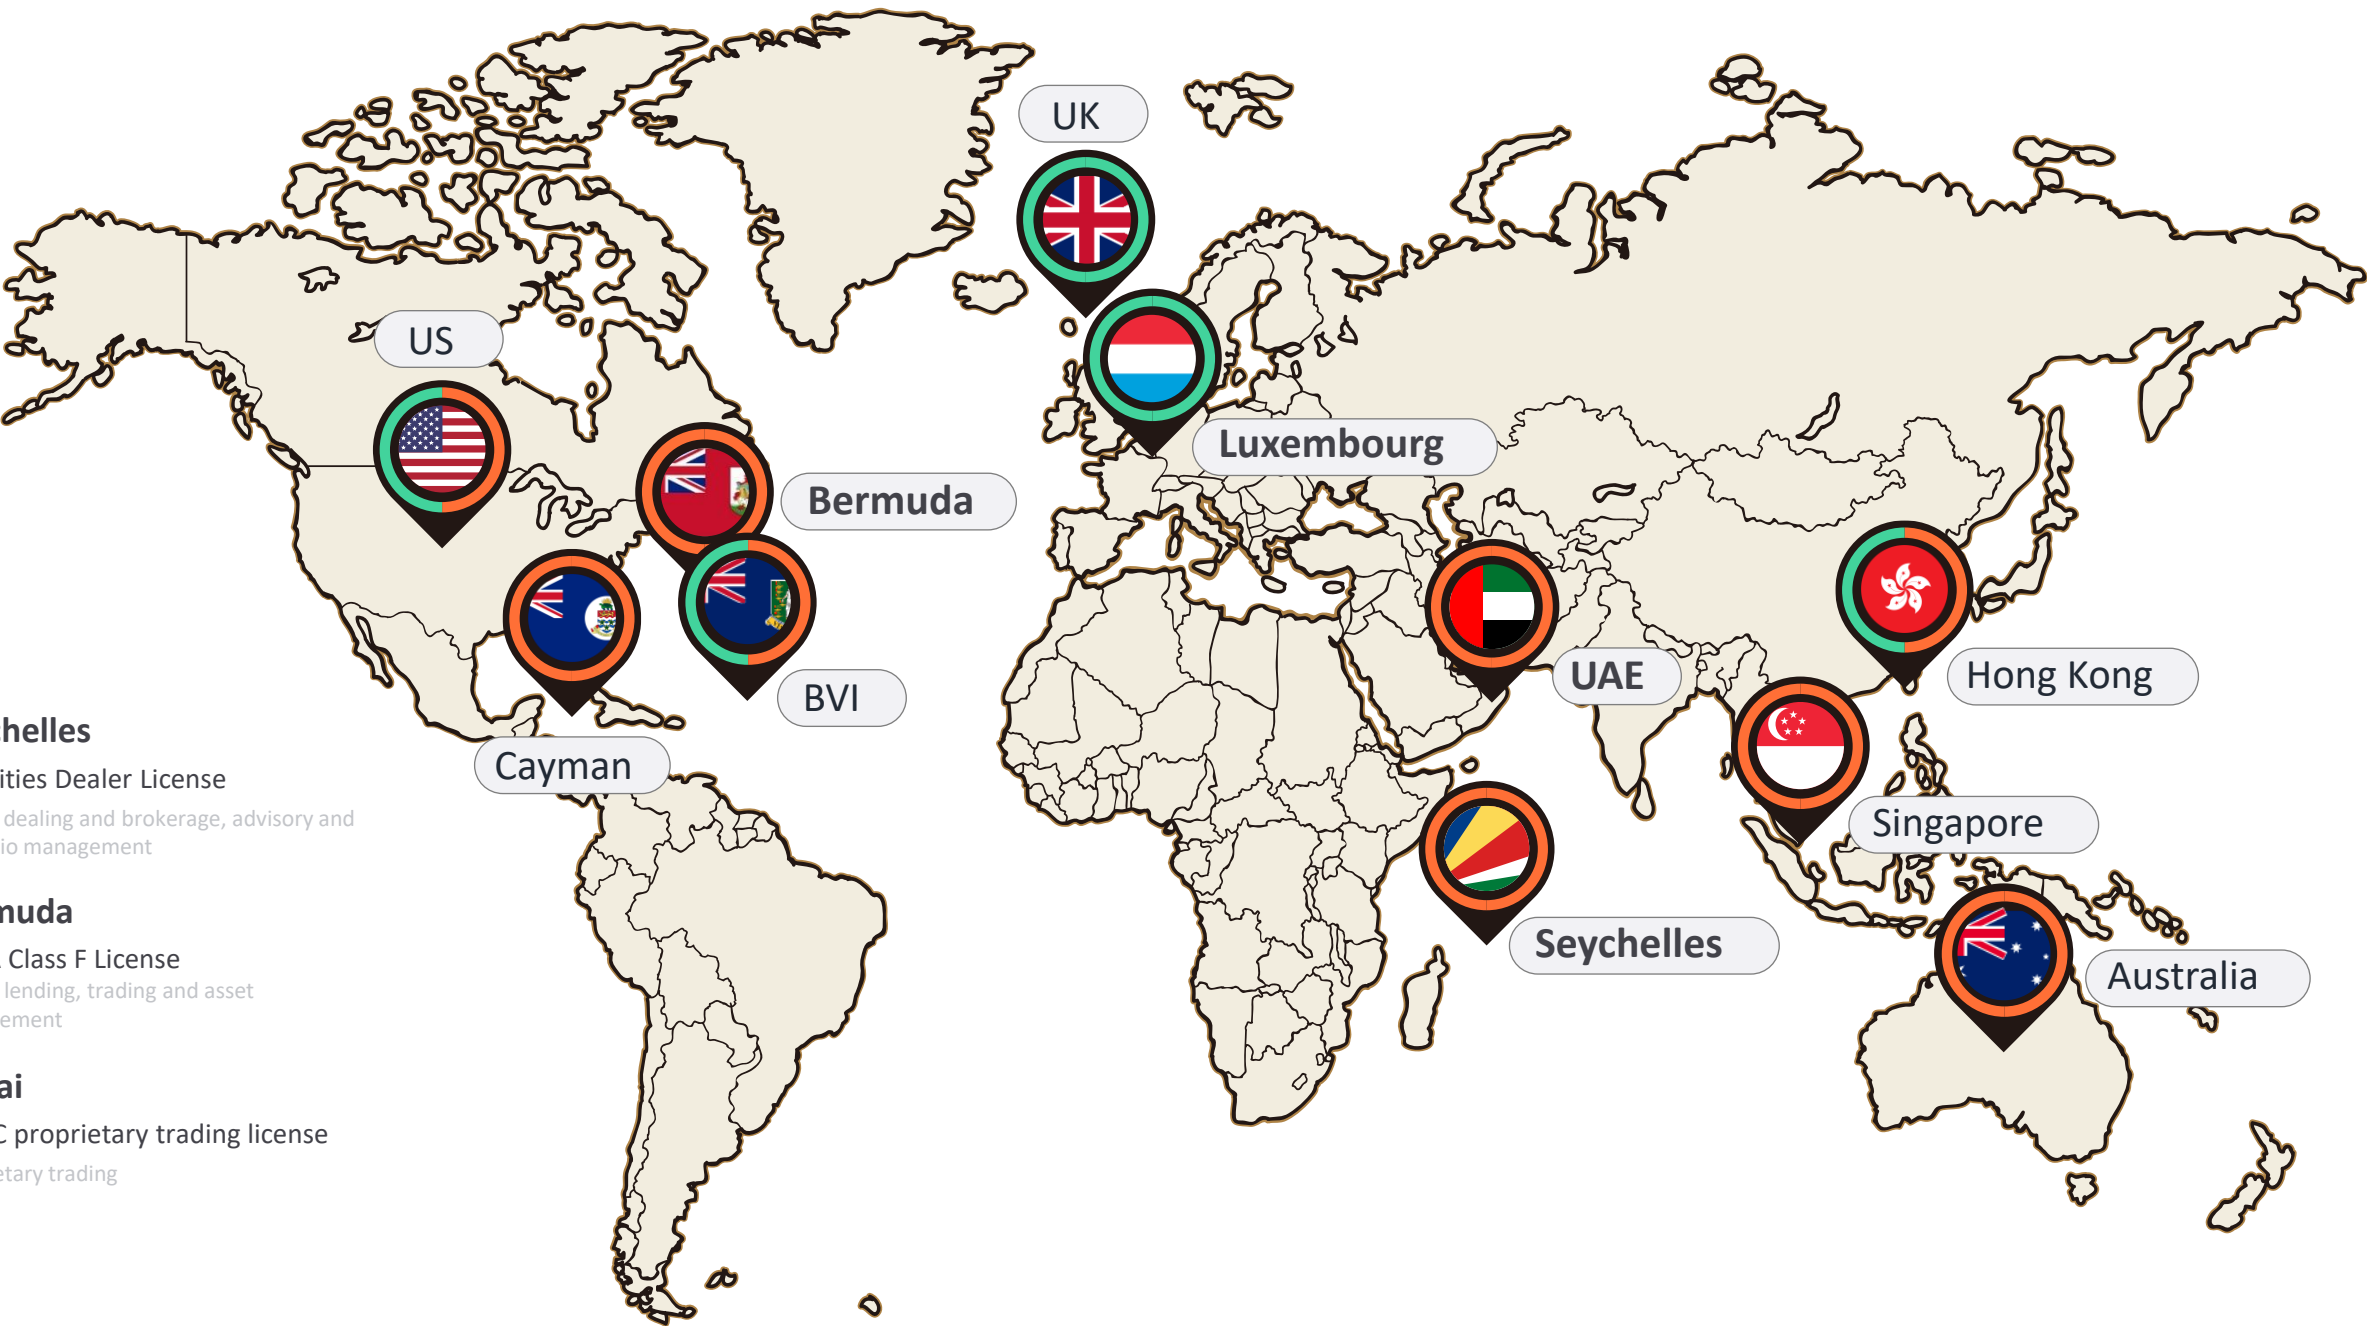 UK
US
Luxembourg
Bermuda
UAE
Hong Kong
BVI
Cayman
Singapore
Seychelles
Australia
chelles
ities Dealer License
dealing and brokerage, advisory and
io management
muda
Class F License
lending, trading and asset
ement
ai
C proprietary trading license
etary trading